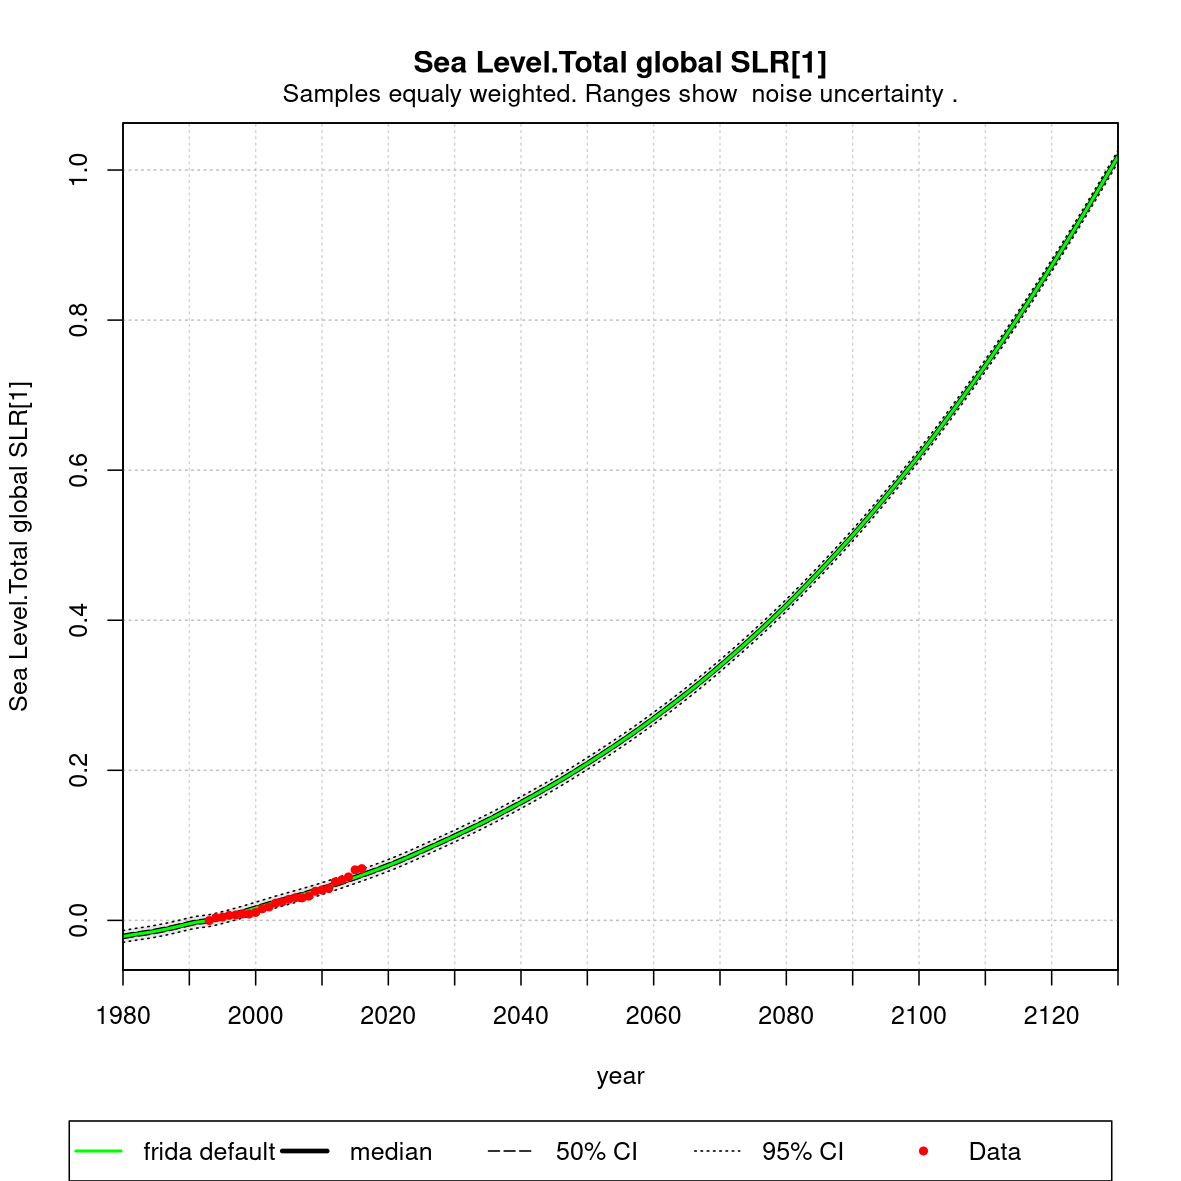 Sea Level.Total global SLR[1]
Samples equaly weighted. Ranges show  noise uncertainty .
Sea Level.Total global SLR[1]
1.0
0.8
0.6
0.4
0.2
0.0
1980 2000 2020 2040 2060 2080 2100 2120
year
frida default median 50% CI 95% CI Data